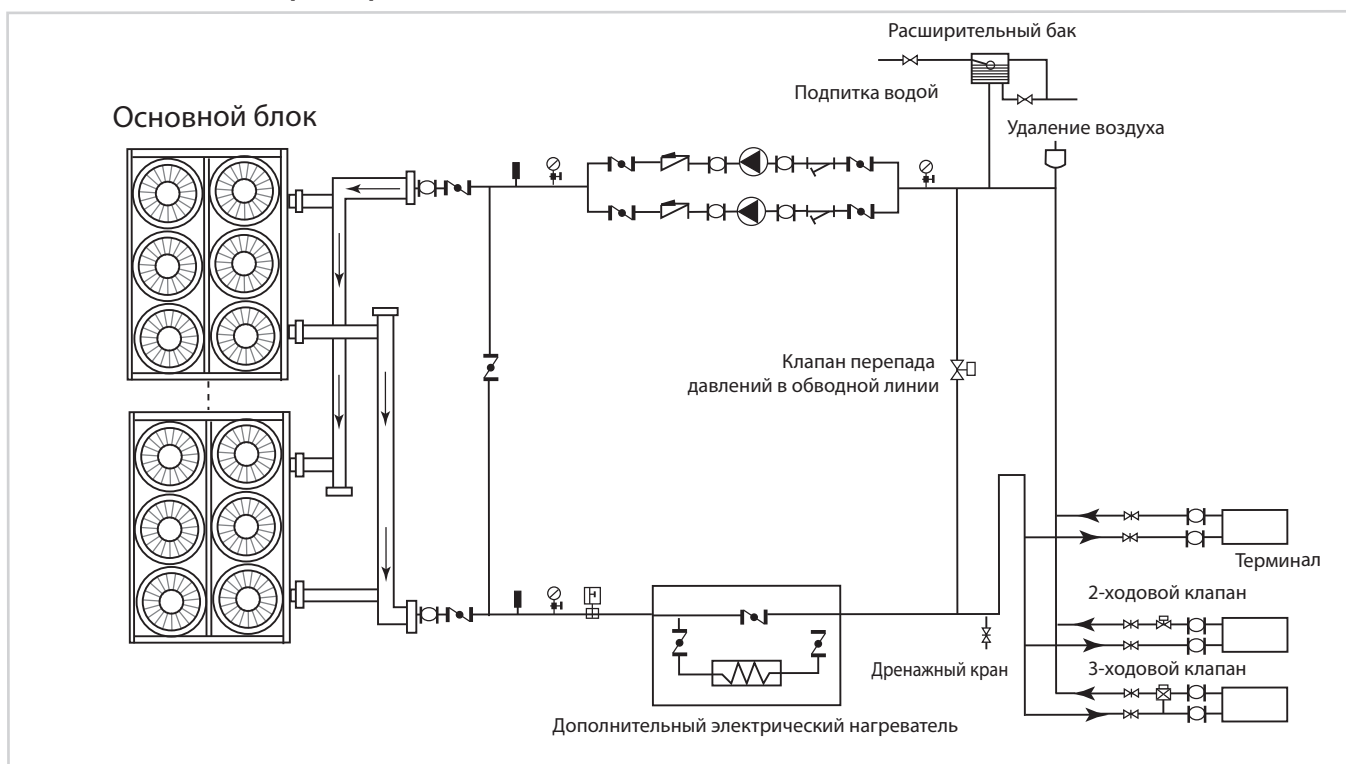 Расширительный бак
Подпитка водой
Удаление воздуха
Основной блок
Клапан перепада
давлений в обводной линии
Терминал
2-ходовой клапан
3-ходовой клапан
Дренажный кран
Дополнительный электрический нагреватель